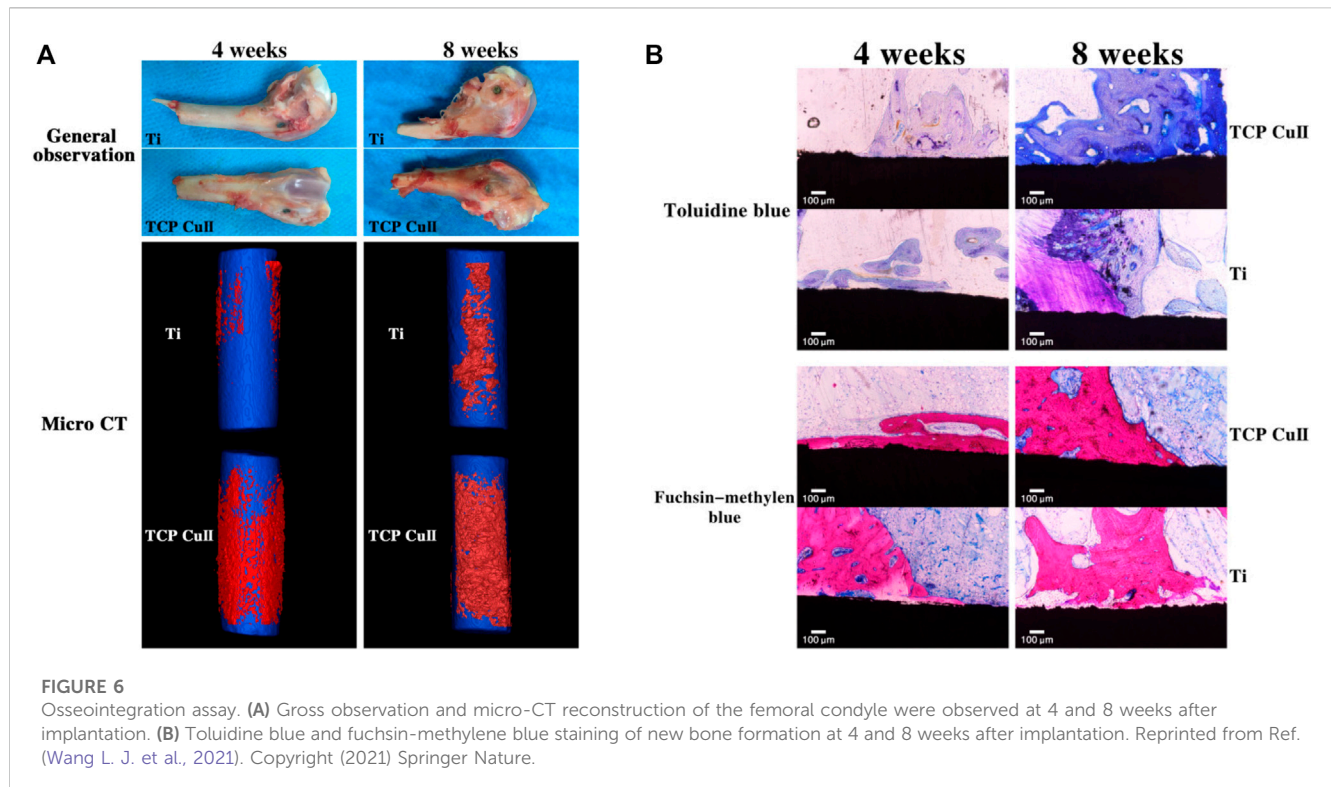 A
4 weeks
8 weeks
General
observation
Ti
Ti
TCP CuII
TCP CuII
Micro CT
Ti
Ti
TCP CuII
TCP CuII
B
4 weeks
8 weeks
Toluidine blue
100 µm
100 µm
TCP CuII
100 µm
100 µm
Ti
Fuchsin-methylen
blue
100 µm
100 µm
TCP CuII
100 µm
100 µm
Ti
FIGURE 6
Osseointegration assay. (A) Gross observation and micro-CT reconstruction of the femoral condyle were observed at 4 and 8 weeks after
implantation. (B) Toluidine blue and fuchsin-methylene blue staining of new bone formation at 4 and 8 weeks after implantation. Reprinted from Ref.
(Wang L. J. et al., 2021). Copyright (2021) Springer Nature.